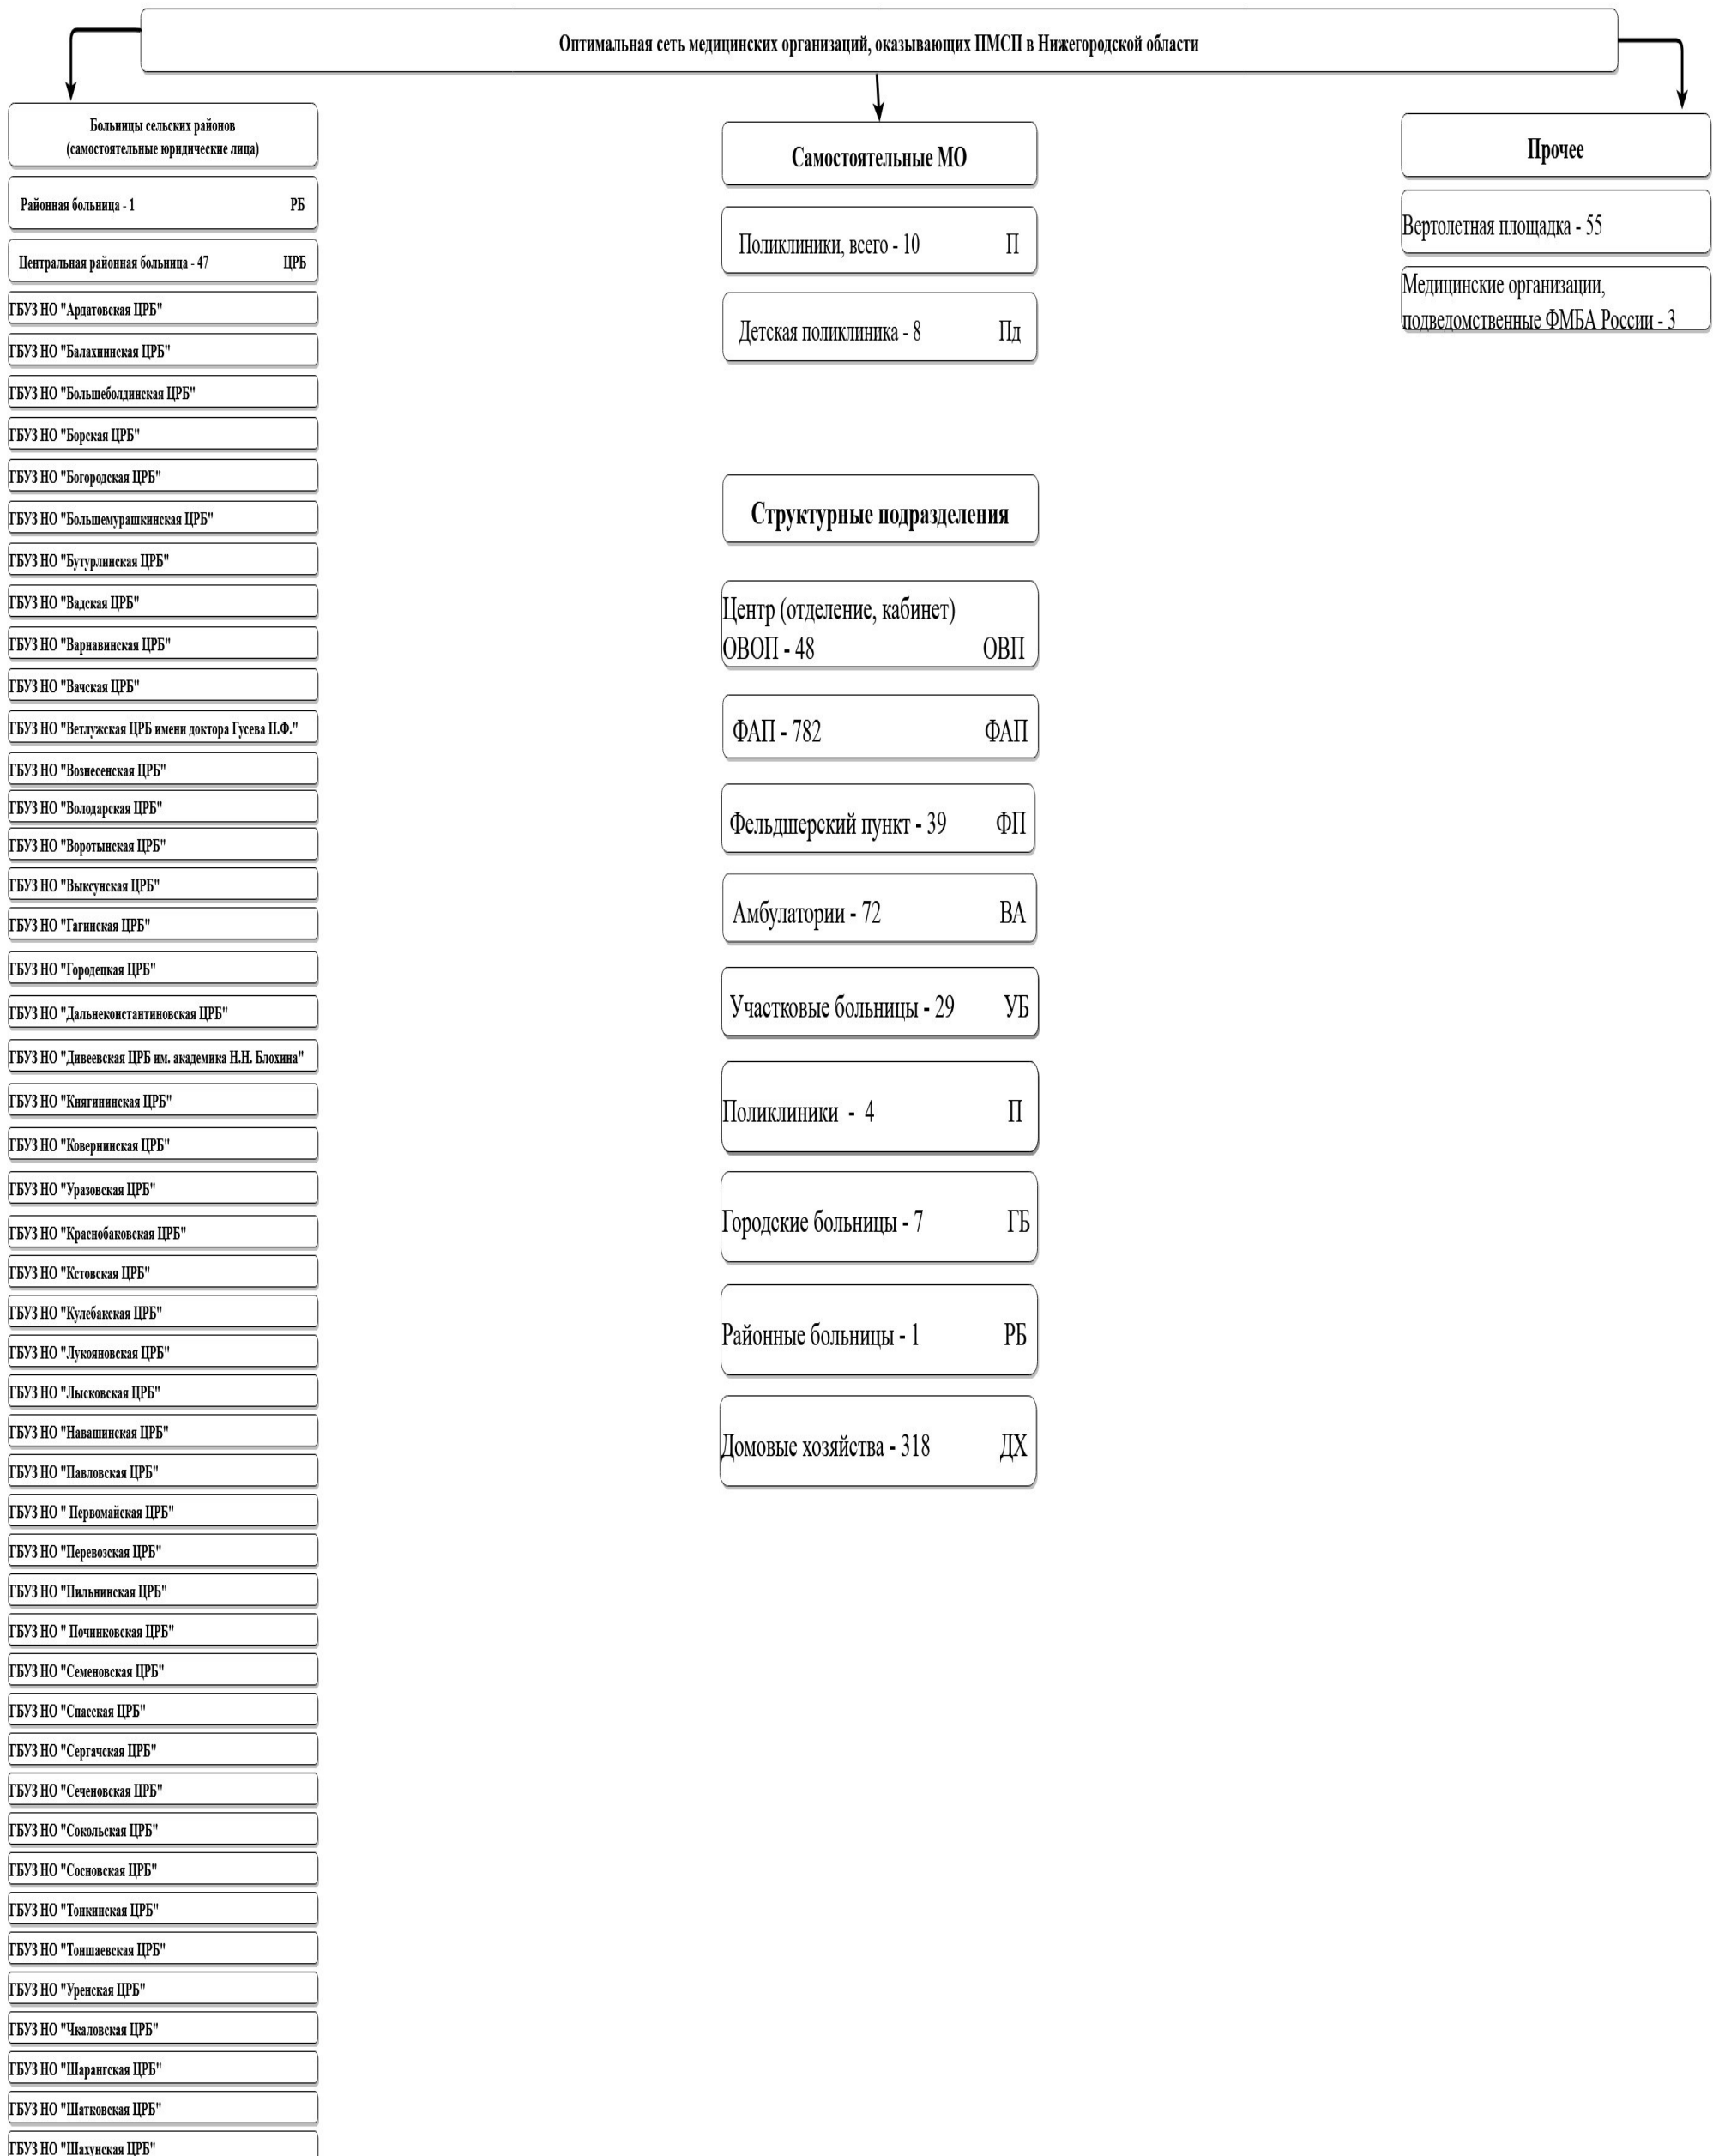 Оптимальная сеть медицинских организаций, оказывающих ПМСП в Нижегородской области
Больницы сельских районов
(самостоятельные юридические лица)
Районная больница - 1 РБ
Центральная районная больница - 47 ЦРБ
ГБУЗ НО "Ардатовская ЦРБ"
ГБУЗ НО "Балахнинская ЦРБ"
ГБУЗ НО "Большеболдинская ЦРБ"
ГБУЗ НО "Борская ЦРБ"
ГБУЗ НО "Богородская ЦРБ"
ГБУЗ НО "Большемурашкинская ЦРБ"
ГБУЗ НО "Бутурлинская ЦРБ"
ГБУЗ НО "Вадская ЦРБ"
ГБУЗ НО "Варнавинская ЦРБ"
ГБУЗ НО "Вачская ЦРБ"
ГБУЗ НО "Ветлужская ЦРБ имени доктора Гусева П.Ф."
ГБУЗ НО "Вознесенская ЦРБ"
ГБУЗ НО "Володарская ЦРБ"
ГБУЗ НО "Воротынская ЦРБ"
ГБУЗ НО "Выксунская ЦРБ"
ГБУЗ НО "Гагинская ЦРБ"
ГБУЗ НО "Городецкая ЦРБ"
ГБУЗ НО "Дальнеконстантиновская ЦРБ"
ГБУЗ НО "Дивеевская ЦРБ им. академика Н.Н. Блохина"
ГБУЗ НО "Княгининская ЦРБ"
ГБУЗ НО "Ковернинская ЦРБ"
ГБУЗ НО "Уразовская ЦРБ"
ГБУЗ НО "Краснобаковская ЦРБ"
ГБУЗ НО "Кстовская ЦРБ"
ГБУЗ НО "Кулебакская ЦРБ"
ГБУЗ НО "Лукояновская ЦРБ"
ГБУЗ НО "Лысковская ЦРБ"
ГБУЗ НО "Навашинская ЦРБ"
ГБУЗ НО "Павловская ЦРБ"
ГБУЗ НО " Первомайская ЦРБ"
ГБУЗ НО "Перевозская ЦРБ"
ГБУЗ НО "Пильнинская ЦРБ"
ГБУЗ НО " Починковская ЦРБ"
ГБУЗ НО "Семеновская ЦРБ"
ГБУЗ НО "Спасская ЦРБ"
ГБУЗ НО "Сергачская ЦРБ"
ГБУЗ НО "Сеченовская ЦРБ"
ГБУЗ НО "Сокольская ЦРБ"
ГБУЗ НО "Сосновская ЦРБ"
ГБУЗ НО "Тонкинская ЦРБ"
ГБУЗ НО "Тоншаевская ЦРБ"
ГБУЗ НО "Уренская ЦРБ"
ГБУЗ НО "Чкаловская ЦРБ"
ГБУЗ НО "Шарангская ЦРБ"
ГБУЗ НО "Шатковская ЦРБ"
ГБУЗ НО "Шахунская ЦРБ"
Самостоятельные МО
Поликлиники, всего - 10 П
Детская поликлиника - 8 Пд
Структурные подразделения
Центр (отделение, кабинет)
ОВОП - 48 ОВП
ФАП - 782 ФАП
Фельдшерский пункт - 39 ФП
Амбулатории - 72 ВА
Участковые больницы - 29 УБ
Поликлиники - 4 П
Городские больницы - 7 ГБ
Районные больницы - 1 РБ
Домовые хозяйства - 318 ДХ
Прочее
Вертолетная площадка - 55
Медицинские организации,
подведомственные ФМБА России - 3